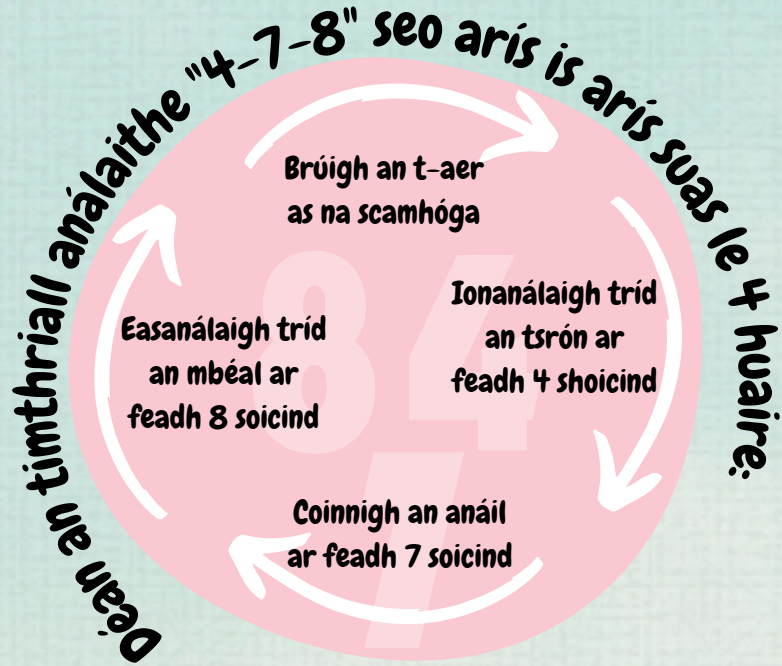 Déan an timthriall análaithe "4-7-8" seo arís is arís suas le 4 huaire:
Brúigh an t-aer
as na scamhóga
Ionanálaigh tríd
an tsrón ar
feadh 4 shoicind
Coinnigh an anáil
ar feadh 7 soicind
Easanálaigh tríd
an mbéal ar
feadh 8 soicind
8 4
7